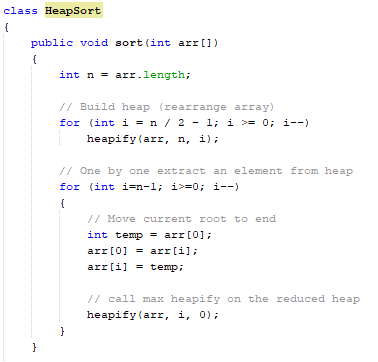 class HeapSort
{
    public void sort(int arr[])
    {
        int n = arr.length;

        // Build heap (rearrange array)
        for (int i = n / 2 - 1; i >= 0; i--)
            heapify(arr, n, i);

        // One by one extract an element from heap
        for (int i=n-1; i>=0; i--)
        {
            // Move current root to end
            int temp = arr[0];
            arr[0] = arr[i];
            arr[i] = temp;

            // call max heapify on the reduced heap
            heapify(arr, i, 0);
        }
    }